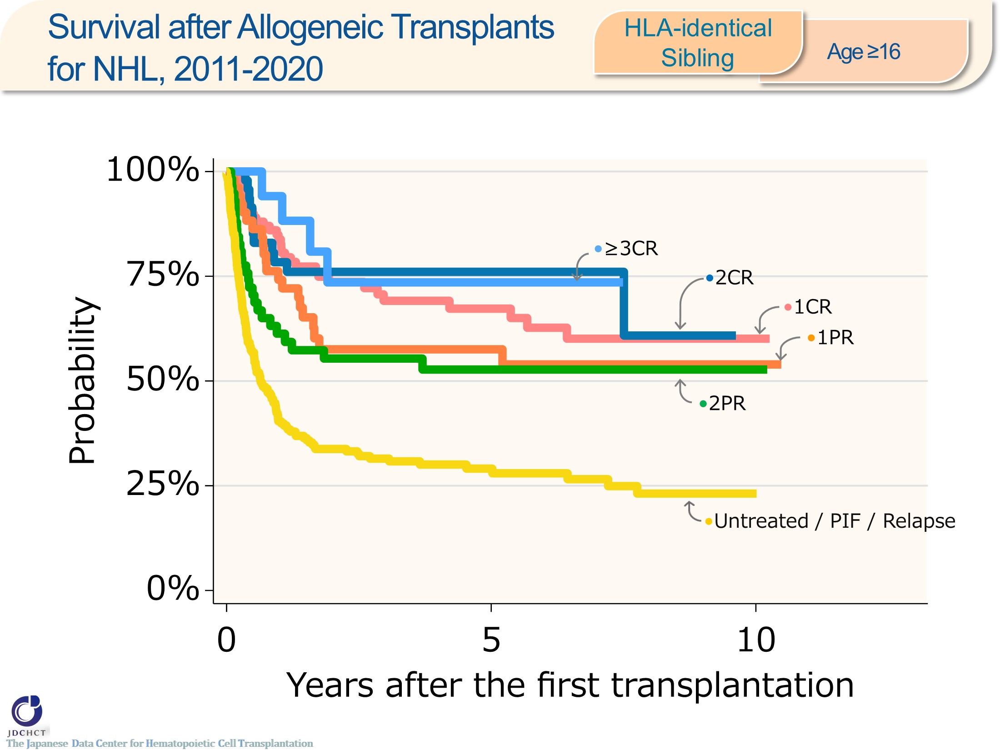 Survival after Allogeneic Transplants
for NHL, 2011-2020
HLA-identical
Sibling
Age ≥16
100%
75%
50%
25%
0%
Probability
≥3CR
2CR
1CR
1PR
2PR
Untreated / PIF / Relapse
0
5
10
Years after the first transplantation
JDCHCT
The Japanese Data Center for Hematopoietic Cell Transplantation